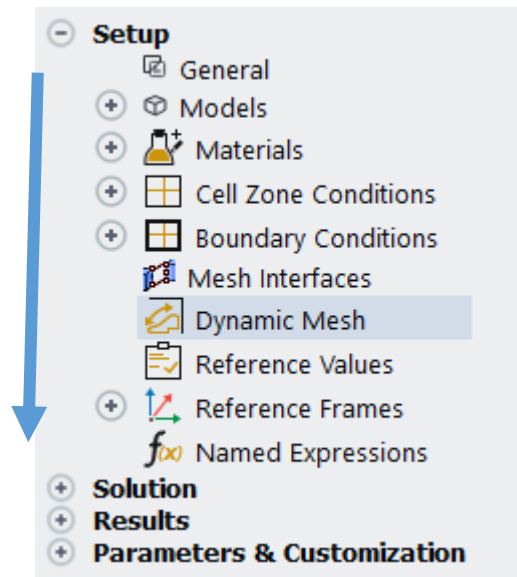 Setup
General
Models
Materials
Cell Zone Conditions
Boundary Conditions
Mesh Interfaces
Dynamic Mesh
Reference Values
Reference Frames
f(x) Named Expressions
Solution
Results
Parameters & Customization